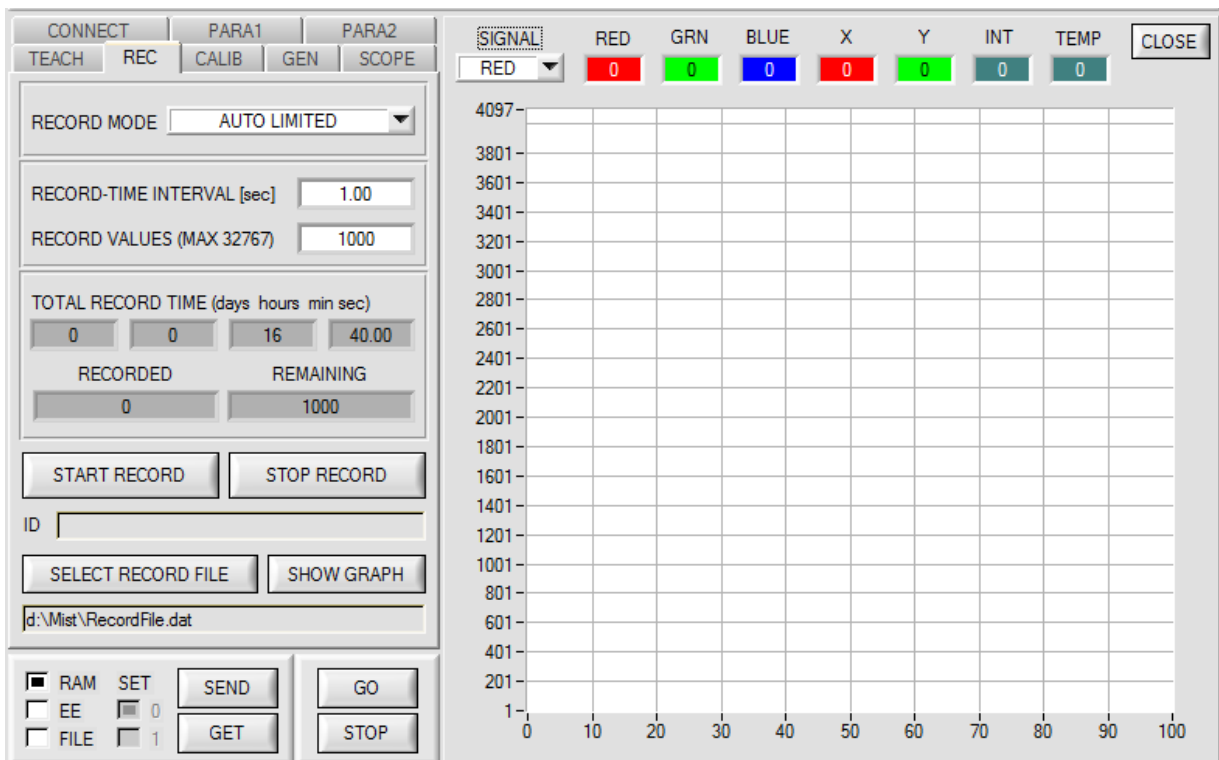 CONNECT PARA1 PARA2
TEACH REC CALIB GEN SCOPE
RECORD MODE AUTO LIMITED
RECORD-TIME INTERVAL [sec] 1.00
RECORD VALUES (MAX 32767) 1000
TOTAL RECORD TIME (days hours min sec)
0 0 16 40.00
RECORDED REMAINING
0 1000
START RECORD STOP RECORD
ID
SELECT RECORD FILE SHOW GRAPH
d:\Mist\RecordFile.dat
RAM SET SEND GO
EE 0
FILE 1 GET STOP
SIGNAL RED GRN BLUE X Y INT TEMP CLOSE
RED 0 0 0 0 0 0 0
4097
3801
3601
3401
3201
3001
2801
2601
2401
2201
2001
1801
1601
1401
1201
1001
801
601
401
201
1
0 10 20 30 40 50 60 70 80 90 100